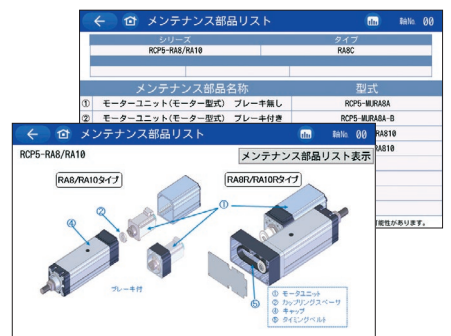 メンテナンス部品リスト
軸No. 00
シリーズ
タイプ
RCP5-RA8/RA10
RA8C
メンテナンス部品名称
型式
① モーターユニット(モーター型式) ブレーキ無し
RCP5-MURA8A
② モーターユニット(モーター型式) ブレーキ付き
RCP5-MURA8A-B
RA810
RA810
可能性があります。
メンテナンス部品リスト
軸No. 00
RCP5-RA8/RA10
メンテナンス部品リスト表示
RA8/RA10タイプ
RA8R/RA10Rタイプ
①
②
④
⑤
ブレーキ付
① モータユニット
② カップリングスペーサ
④ キャップ
⑤ タイミングベルト